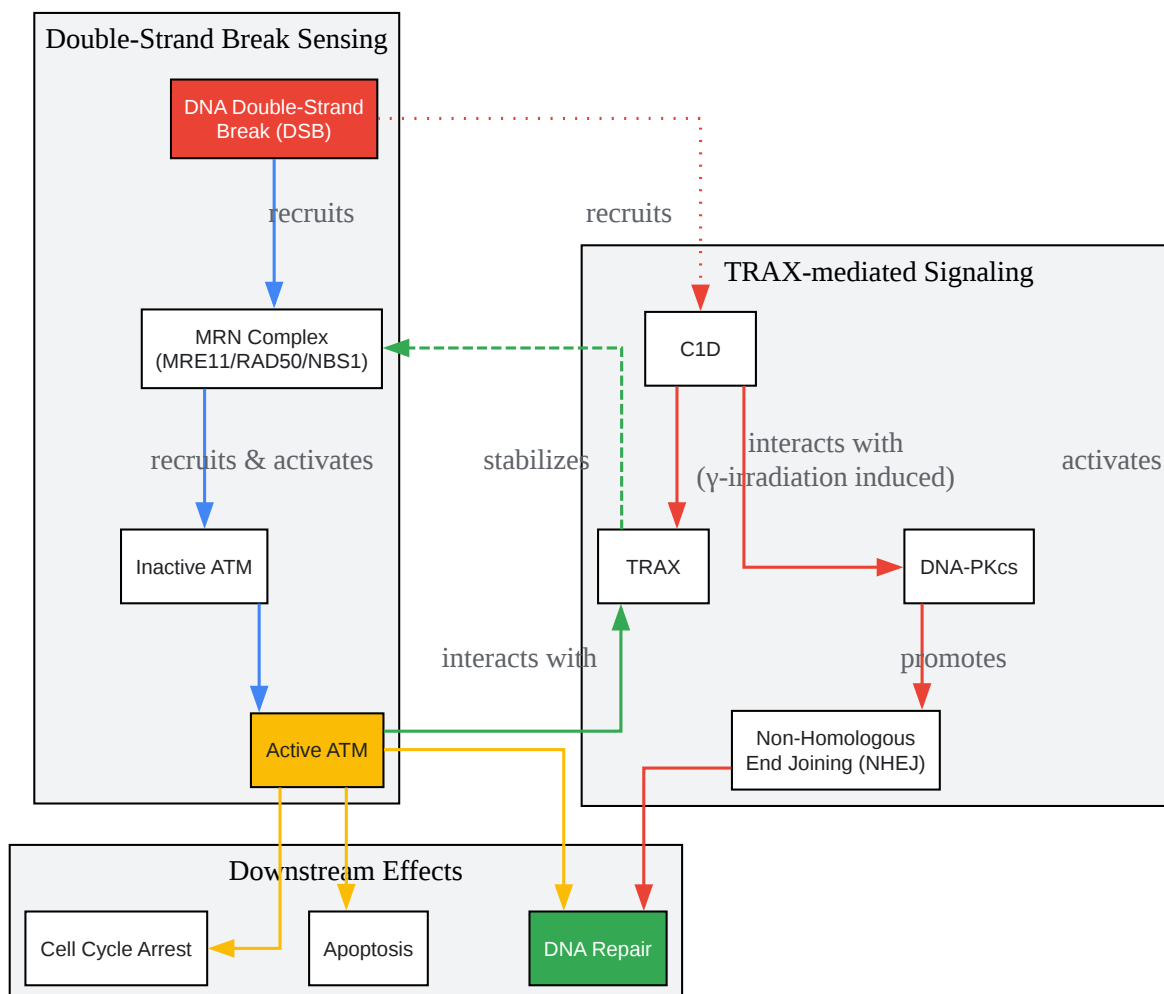 Double-Strand Break Sensing
DNA Double-Strand
Break (DSB)
recruits
recruits
TRAX-mediated Signaling
MRN Complex
(MRE11/RAD50/NBS1)
C1D
recruits & activates
stabilizes
interacts with
(γ-irradiation induced)
activates
Inactive ATM
TRAX
DNA-PKcs
interacts with
promotes
Active ATM
Non-Homologous
End Joining (NHEJ)
Downstream Effects
Cell Cycle Arrest
Apoptosis
DNA Repair